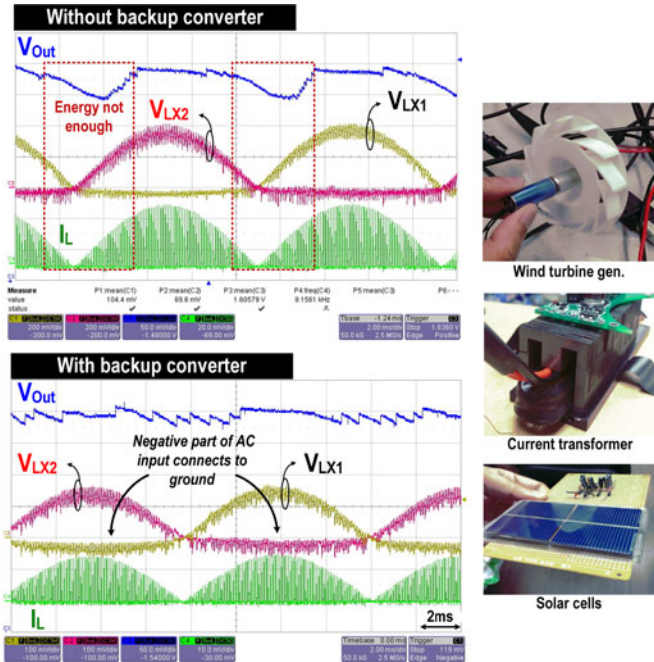 Without backup converter
VOut
Energy not
enough
VLX2
VLX1
IL
Measure P1:mean(C1) P2:mean(C2) P3:mean(C3) P4:freq(C4) P5:mean(C3) P6:---
value 104.4 mV 69.6 mV 1.60579 V 9.1561 kHz
status
200 mV/div 200 mV/div 50.0 mV/div 20.0 mV/div
-200.0 mV -200.0 mV -1.48000 V -69.00 mV
Tbase -1.24 ms Trigger
2.00 ms/div Stop 1.6360 V
50.0 kS 2.5 MS/s Edge Positive
With backup converter
VOut
Negative part of AC
input connects to
ground
VLX2
VLX1
IL
2ms
100 mV/div 100 mV/div 50.0 mV/div 10.0 mV/div
-100.00 mV -100.00 mV -1.54000 V -30.00 mV
Timebase 0.00 ms Trigger
2.00 ms/div Stop 119 mV
50.0 kS 2.5 MS/s Edge Negative
Wind turbine gen.
Current transformer
Solar cells